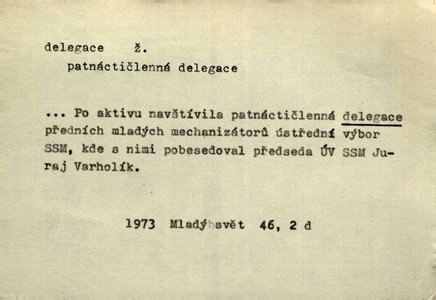 delegace ž.
patnáctičlenná delegace
... Po aktivu navštívila patnáctičlenná delegace
předních mladých mechanizátorů ústřední výbor
SSM, kde s nimi pobesedoval předseda ÚV SSM Ju-
raj Varholík.
1973 Mladý svět 46, 2 d